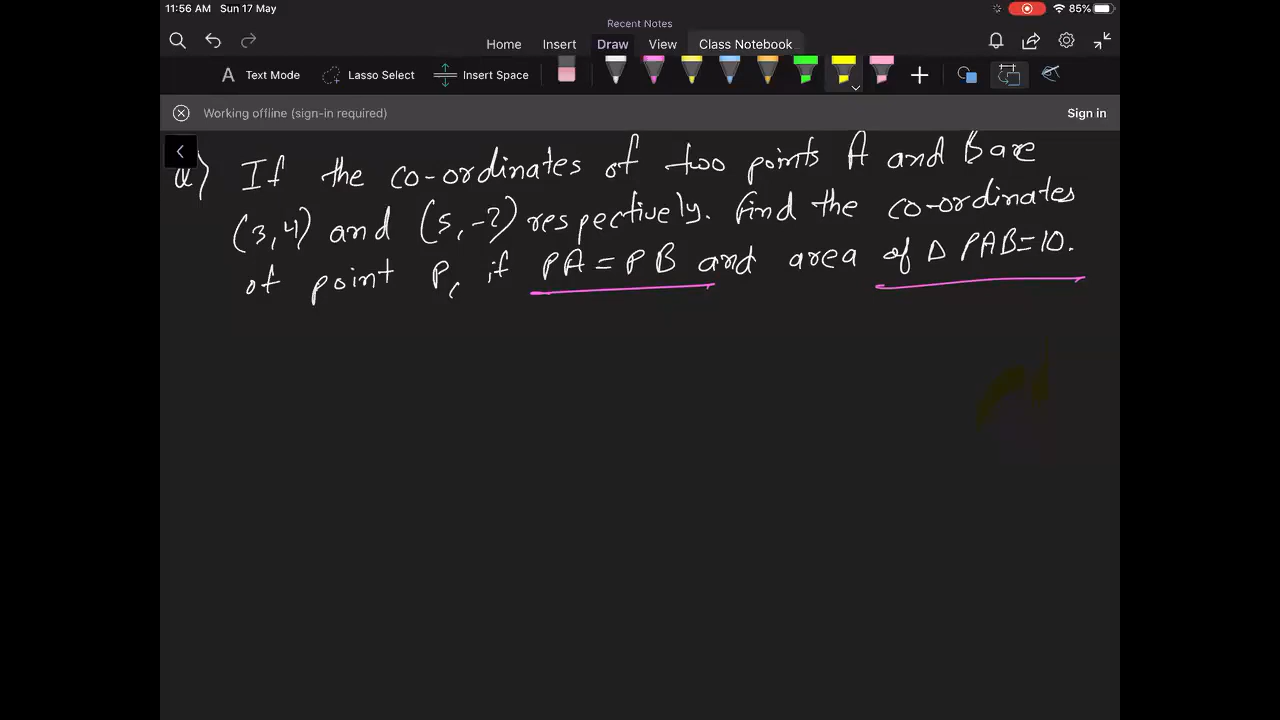 11:56 AM Sun 17 May
85%
Recent Notes
Home Insert Draw View Class Notebook
Text Mode Lasso Select Insert Space
Working offline (sign-in required) Sign in
Q) If the co-ordinates of two points A and B are
(3,4) and (5,-2) respectively. Find the co-ordinates
of point P, if PA = PB and area of Δ PAB=10.